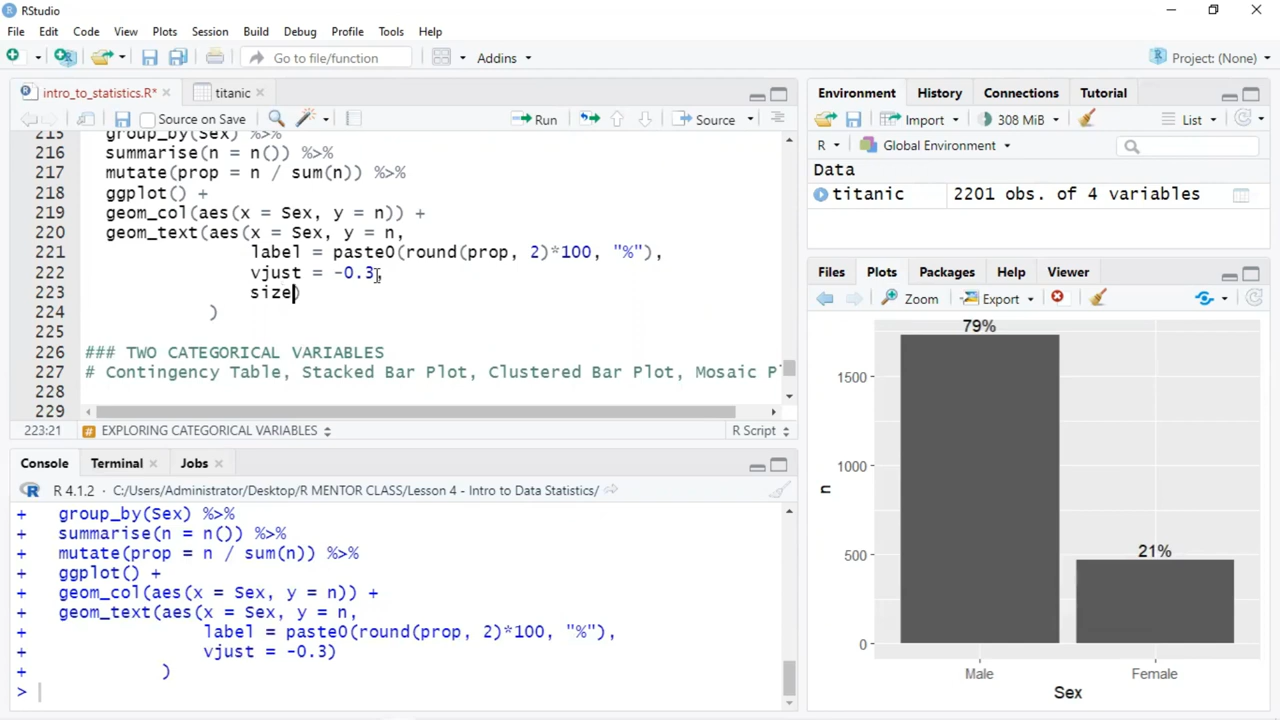 RStudio
File Edit Code View Plots Session Build Debug Profile Tools Help
Go to file/function Addins Project: (None)
intro_to_statistics.R* titanic
Source on Save Run Source
215 group_by(Sex) %>%
216 summarise(n = n()) %>%
217 mutate(prop = n / sum(n)) %>%
218 ggplot() +
219 geom_col(aes(x = Sex, y = n)) +
220 geom_text(aes(x = Sex, y = n,
221 label = paste0(round(prop, 2)*100, "%"),
222 vjust = -0.3,
223 size)
224 )
225
226 ### TWO CATEGORICAL VARIABLES
227 # Contingency Table, Stacked Bar Plot, Clustered Bar Plot, Mosaic Pl
228
229
223:21 EXPLORING CATEGORICAL VARIABLES R Script
Console Terminal Jobs
R 4.1.2 · C:/Users/Administrator/Desktop/R MENTOR CLASS/Lesson 4 - Intro to Data Statistics/
+ group_by(Sex) %>%
+ summarise(n = n()) %>%
+ mutate(prop = n / sum(n)) %>%
+ ggplot() +
+ geom_col(aes(x = Sex, y = n)) +
+ geom_text(aes(x = Sex, y = n,
+ label = paste0(round(prop, 2)*100, "%"),
+ vjust = -0.3)
+ )
>
Environment History Connections Tutorial
Import 308 MiB List
R Global Environment
Data
titanic 2201 obs. of 4 variables
Files Plots Packages Help Viewer
Zoom Export
79%
1500
1000
n
21%
500
0
Male Female
Sex